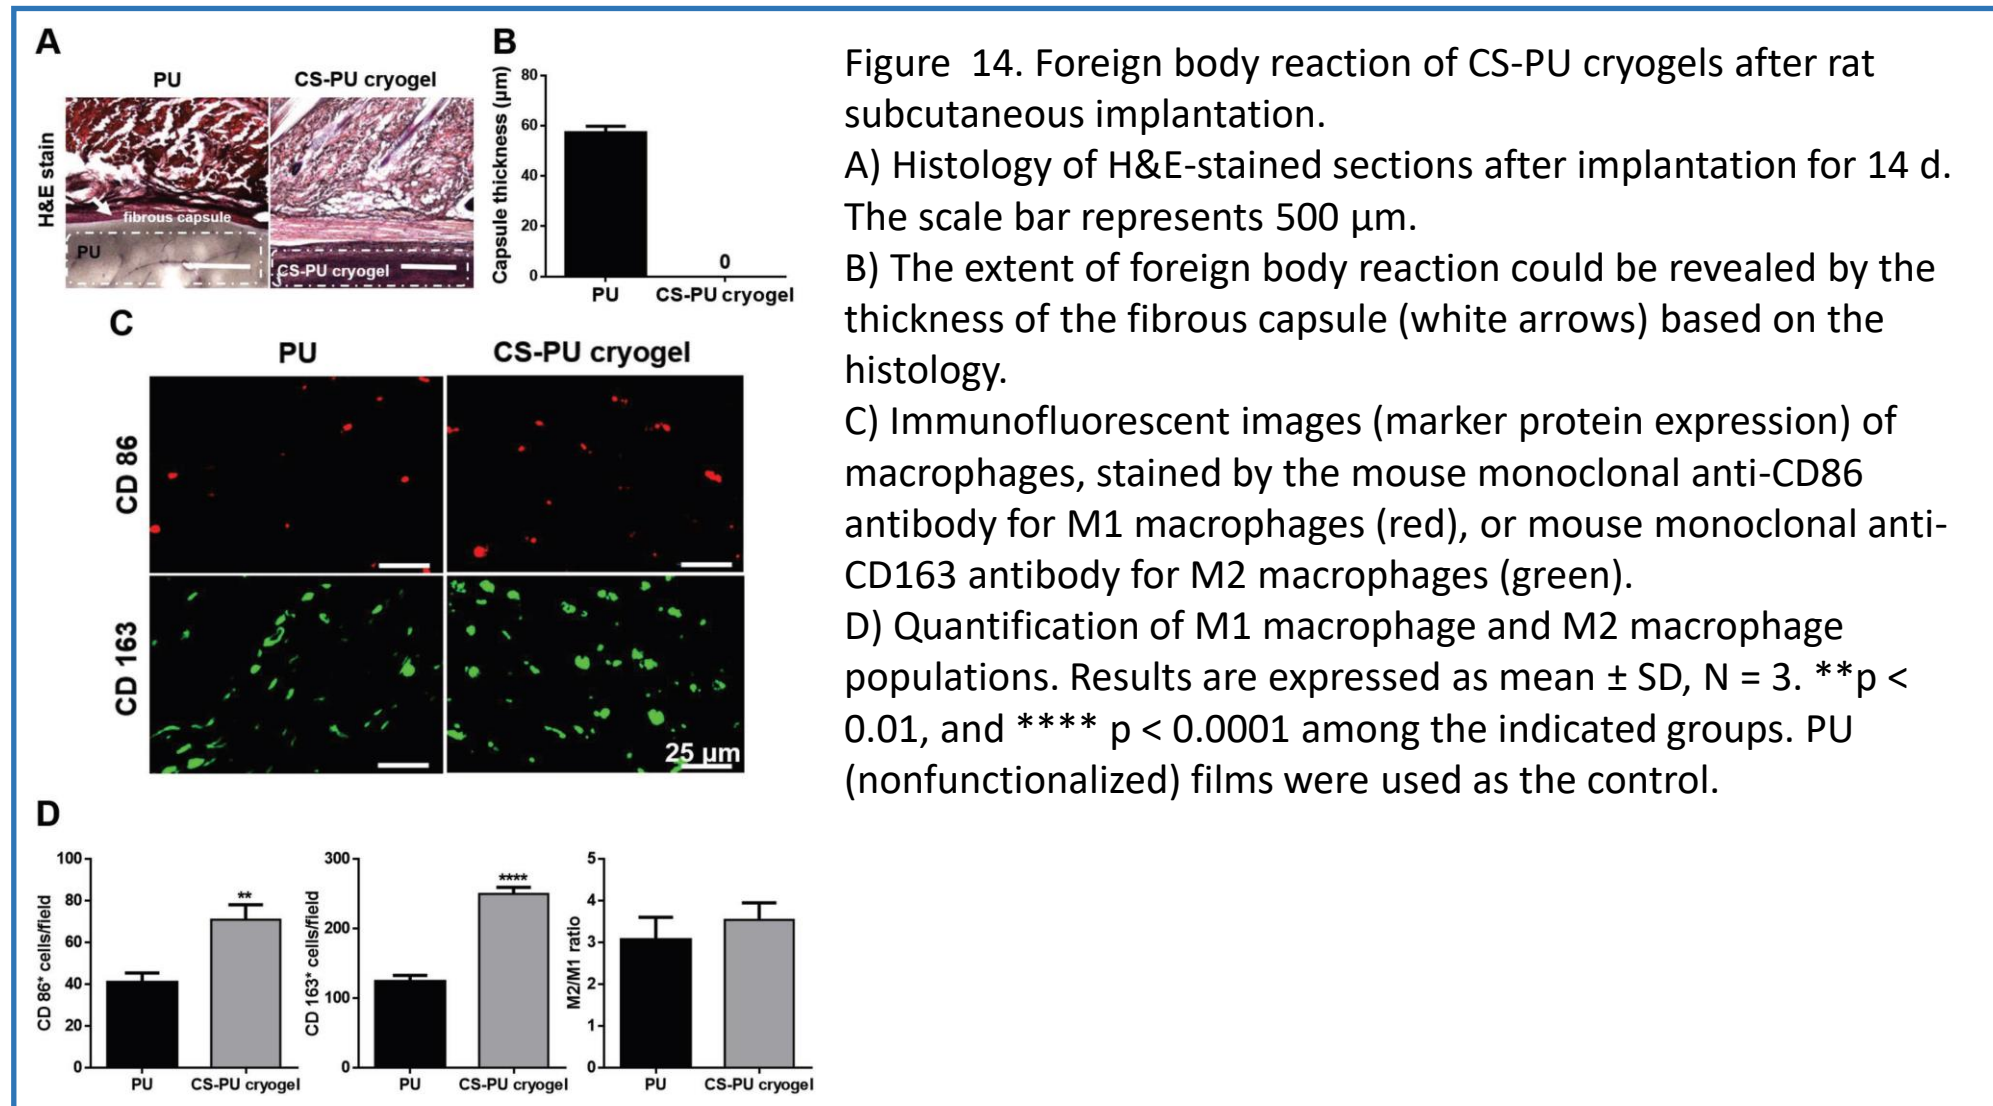 A
PU
CS-PU cryogel
H&E stain
fibrous capsule
PU
CS-PU cryogel
B
Capsule thickness (µm)
80
60
40
20
0
0
PU
CS-PU cryogel
C
PU
CS-PU cryogel
CD 86
CD 163
25 µm
D
CD 86⁺ cells/field
100
80
60
40
20
0
**
PU
CS-PU cryogel
CD 163⁺ cells/field
300
200
100
0
****
PU
CS-PU cryogel
M2/M1 ratio
5
4
3
2
1
0
PU
CS-PU cryogel
Figure 14. Foreign body reaction of CS-PU cryogels after rat
subcutaneous implantation.
A) Histology of H&E-stained sections after implantation for 14 d.
The scale bar represents 500 µm.
B) The extent of foreign body reaction could be revealed by the
thickness of the fibrous capsule (white arrows) based on the
histology.
C) Immunofluorescent images (marker protein expression) of
macrophages, stained by the mouse monoclonal anti-CD86
antibody for M1 macrophages (red), or mouse monoclonal anti-
CD163 antibody for M2 macrophages (green).
D) Quantification of M1 macrophage and M2 macrophage
populations. Results are expressed as mean ± SD, N = 3. **p <
0.01, and **** p < 0.0001 among the indicated groups. PU
(nonfunctionalized) films were used as the control.